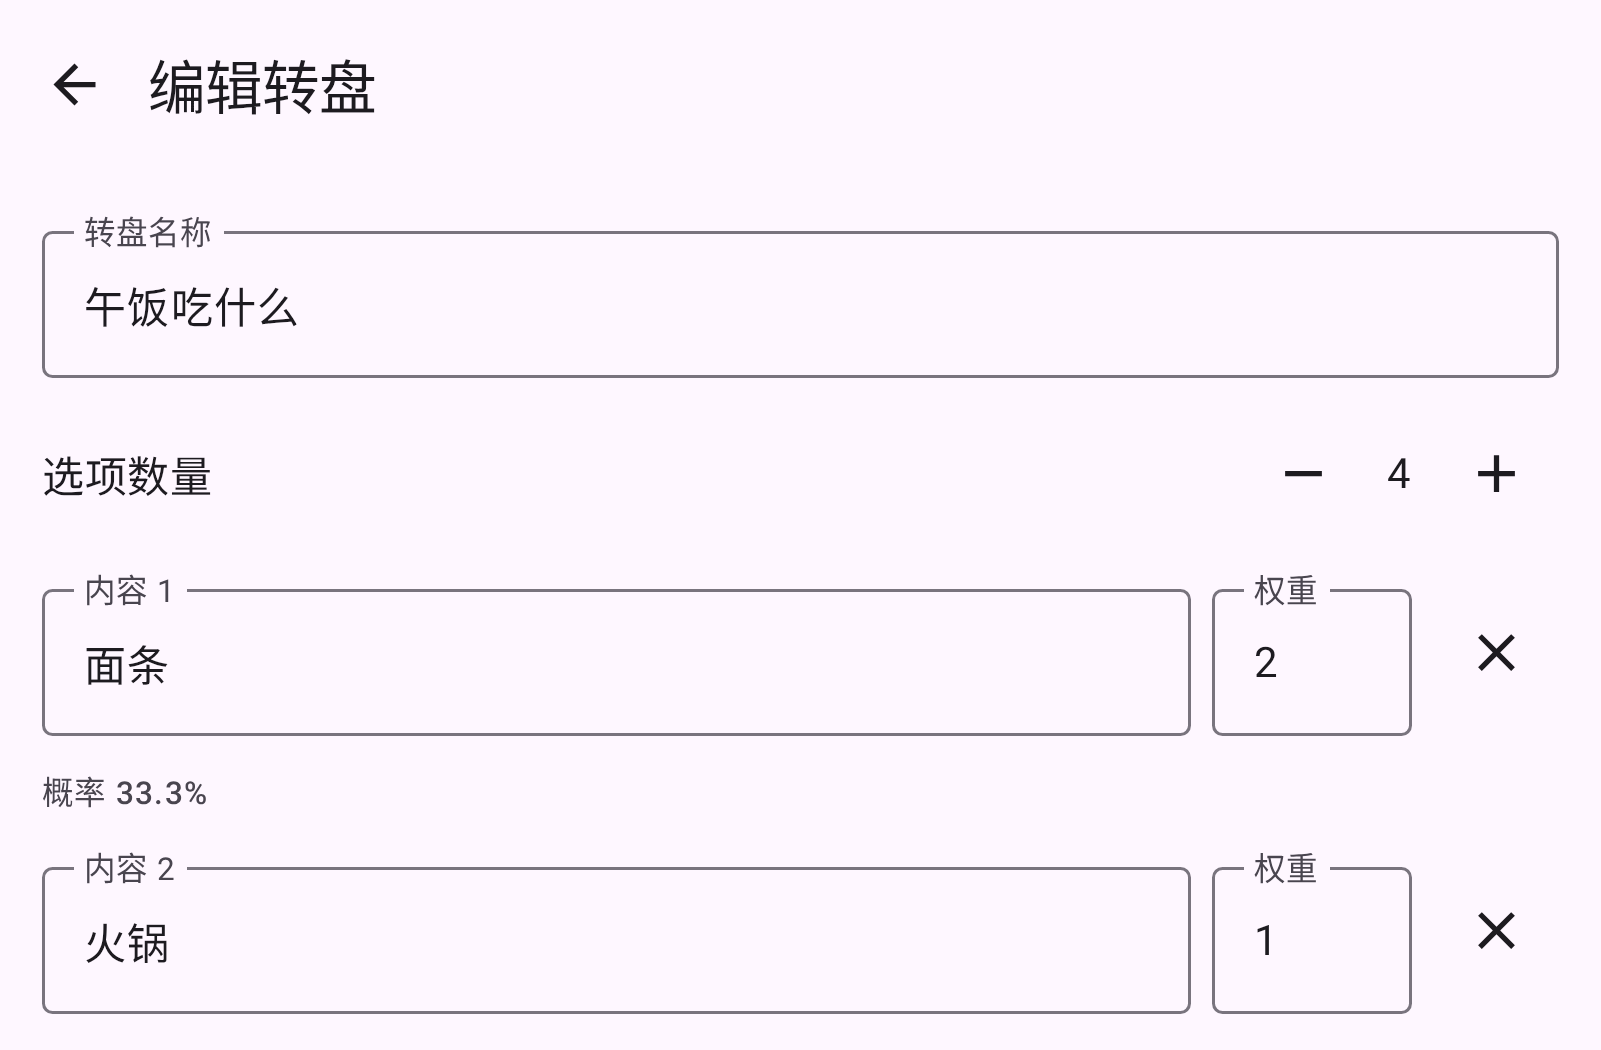 编辑转盘
转盘名称
午饭吃什么
选项数量 4
内容 1 权重
面条 2
概率 33.3%
内容 2 权重
火锅 1